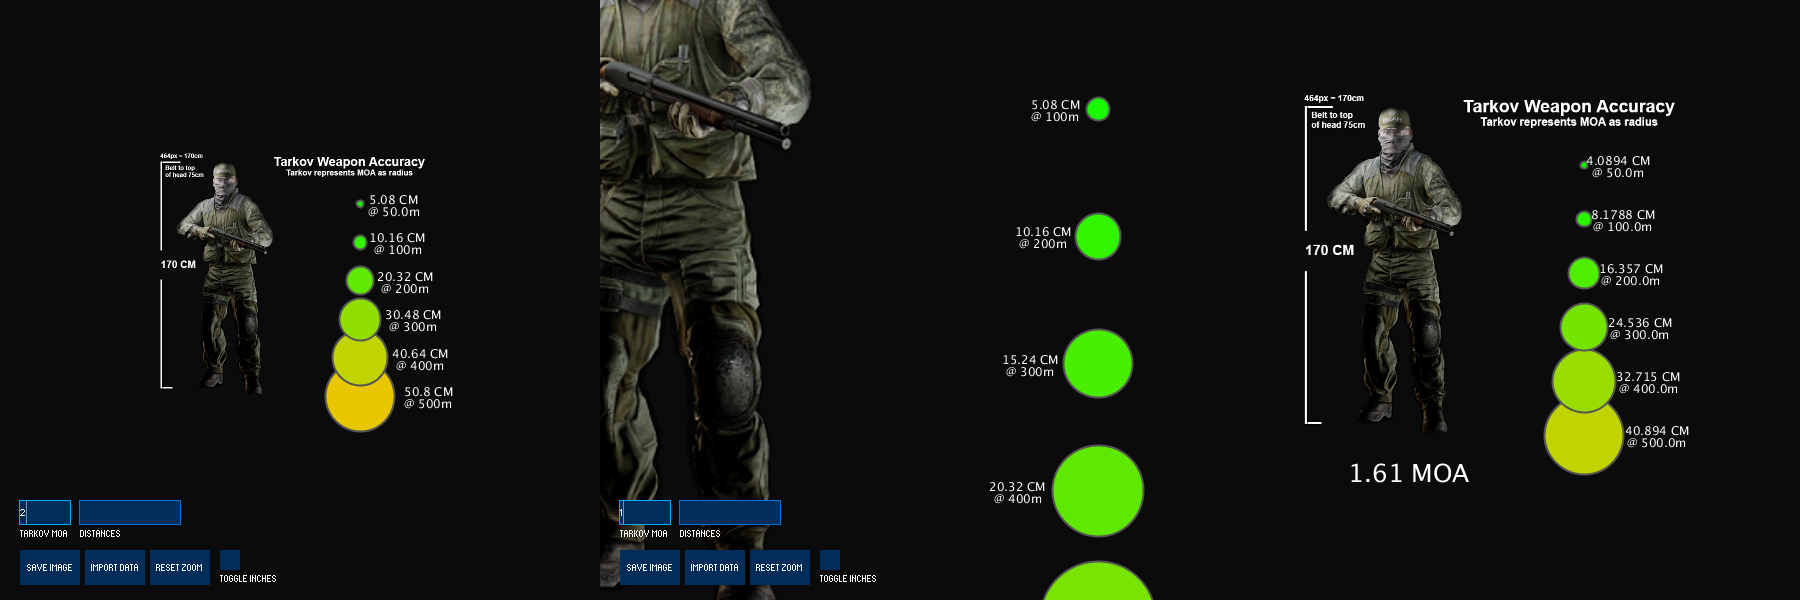 464px = 170cm
Belt to top
of head 75cm
170 CM
Tarkov Weapon Accuracy
Tarkov represents MOA as radius
5.08 CM
@ 50.0m
10.16 CM
@ 100m
20.32 CM
@ 200m
30.48 CM
@ 300m
40.64 CM
@ 400m
50.8 CM
@ 500m
2
TARKOV MOA
DISTANCES
SAVE IMAGE
IMPORT DATA
RESET ZOOM
TOGGLE INCHES
5.08 CM
@ 100m
10.16 CM
@ 200m
15.24 CM
@ 300m
20.32 CM
@ 400m
1
TARKOV MOA
DISTANCES
SAVE IMAGE
IMPORT DATA
RESET ZOOM
TOGGLE INCHES
464px = 170cm
Belt to top
of head 75cm
170 CM
Tarkov Weapon Accuracy
Tarkov represents MOA as radius
4.0894 CM
@ 50.0m
8.1788 CM
@ 100.0m
16.357 CM
@ 200.0m
24.536 CM
@ 300.0m
32.715 CM
@ 400.0m
40.894 CM
@ 500.0m
1.61 MOA